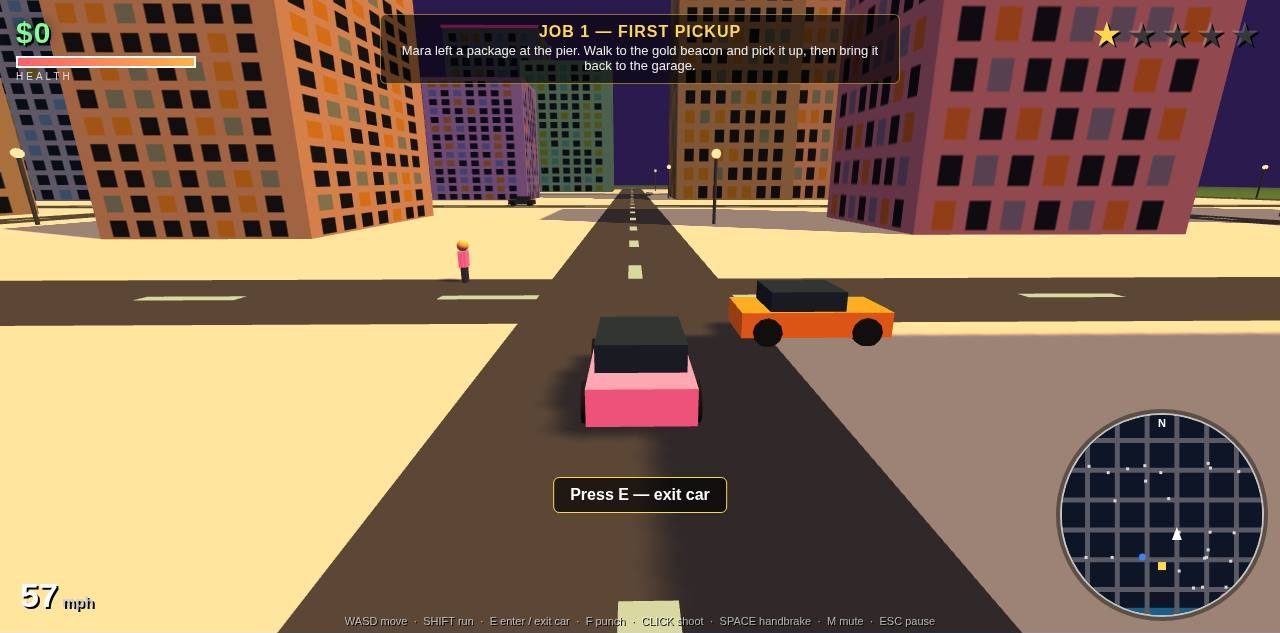 $0
HEALTH
JOB 1 — FIRST PICKUP
Mara left a package at the pier. Walk to the gold beacon and pick it up, then bring it
back to the garage.
N
Press E — exit car
57 mph
WASD move · SHIFT run · E enter / exit car · F punch · CLICK shoot · SPACE handbrake · M mute · ESC pause